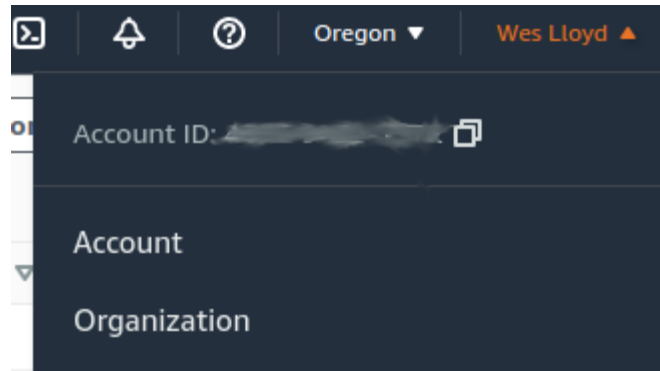 Oregon ▼ Wes Lloyd ▲
Account ID:
Account
Organization